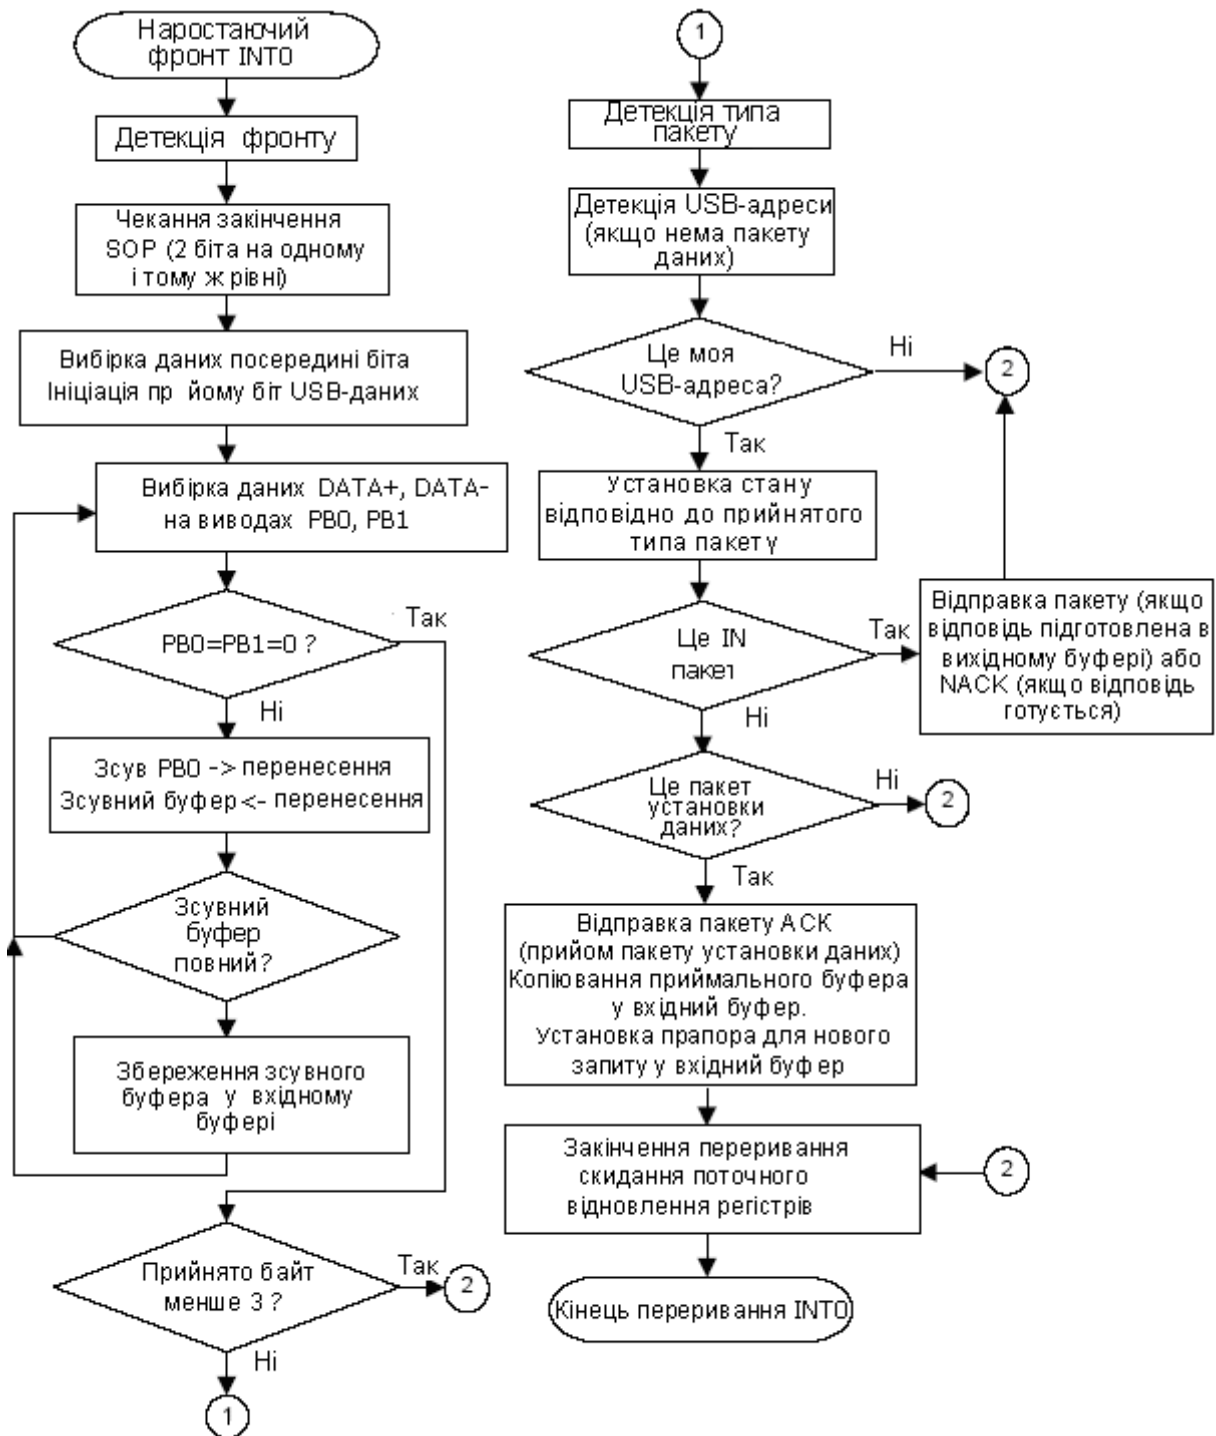 Наростаючий
фронт INT0
Детекція фронту
Чекання закінчення
SOP (2 біта на одному
і тому ж рівні)
Вибірка даних посередині біта
Ініціація пр йому біт USB-даних
Вибірка даних DATA+, DATA-
на виводах PB0, PB1
PB0=PB1=0 ?
Так
Ні
Зсув PB0 -> перенесення
Зсувний буфер <- перенесення
Зсувний
буфер
повний?
Збереження зсувного
буфера у вхідному
буфері
Прийнято байт
менше 3 ?
Так
2
Ні
1
1
Детекція типа
пакету
Детекція USB-адреси
(якщо нема пакету
даних)
Це моя
USB-адреса?
Ні
2
Так
Установка стану
відповідно до прийнятого
типа пакету
Це IN
пакет
Так
Відправка пакету (якщо
відповідь підготовлена в
вихідному буфері) або
NACK (якщо відповідь
готується)
Ні
Це пакет
установки
даних?
Ні
2
Так
Відправка пакету ACK
(прийом пакету установки даних)
Копіювання приймального буфера
у вхідний буфер.
Установка прапора для нового
запиту у вхідний буфер
Закінчення переривання
скидання поточного
відновлення регістрів
2
Кінець переривання INT0